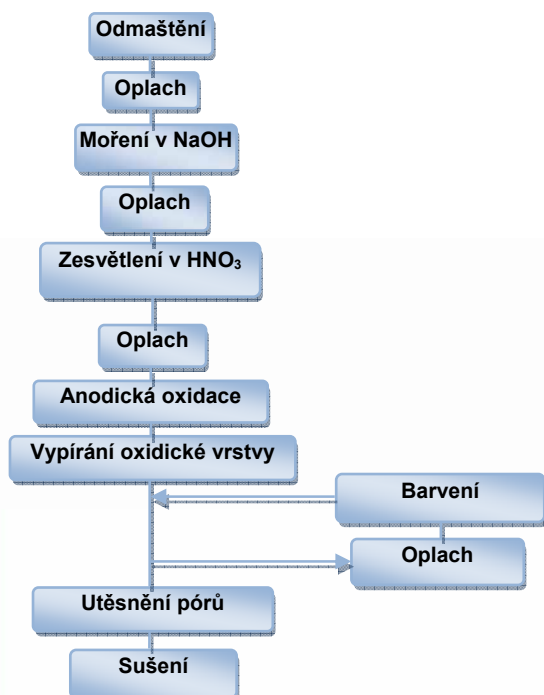 Odmaštění
Oplach
Moření v NaOH
Oplach
Zesvětlení v HNO₃
Oplach
Anodická oxidace
Vypírání oxidické vrstvy
Barvení
Oplach
Utěsnění pórů
Sušení